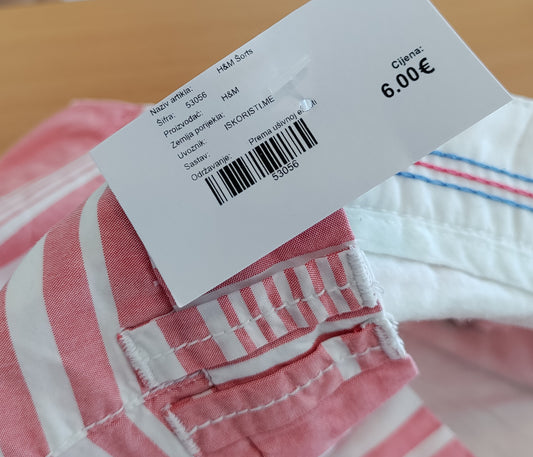 Naziv artikla: H&M Šorts
Šifra: 53056
Proizvođač: H&M
Zemlja porijekla:
Uvoznik: ISKORISTI.ME
Sastav:
Održavanje: Prema ušivnoj
53056
Cijena:
6.00€